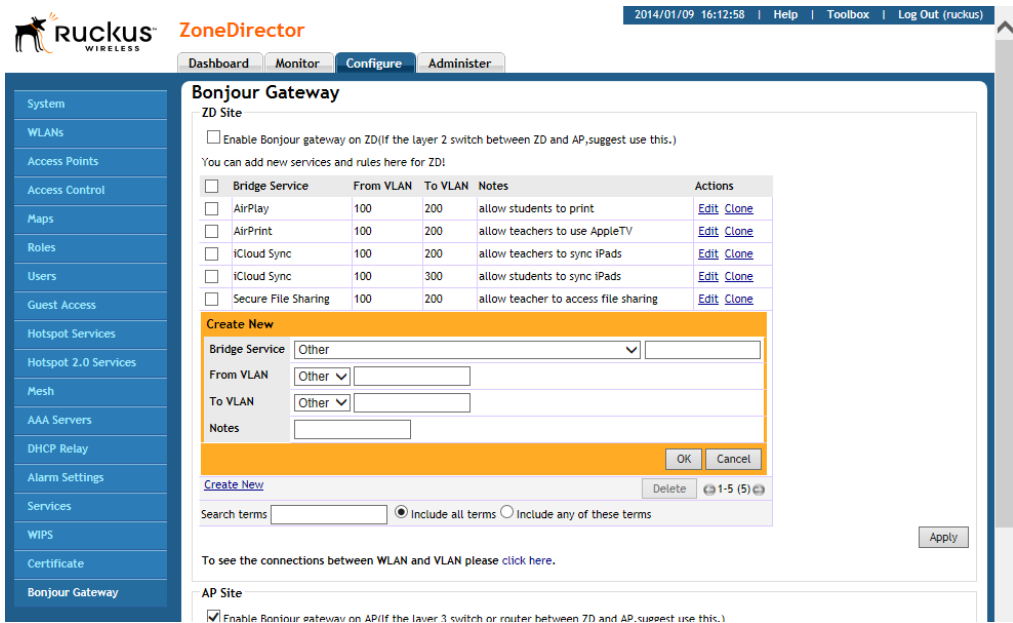 2014/01/09 16:12:58 | Help | Toolbox | Log Out (ruckus)
Ruckus WIRELESS
ZoneDirector
Dashboard Monitor Configure Administer
System
WLANs
Access Points
Access Control
Maps
Roles
Users
Guest Access
Hotspot Services
Hotspot 2.0 Services
Mesh
AAA Servers
DHCP Relay
Alarm Settings
Services
WIPS
Certificate
Bonjour Gateway
Bonjour Gateway
ZD Site
Enable Bonjour gateway on ZD(If the layer 2 switch between ZD and AP,suggest use this.)
You can add new services and rules here for ZD!
Bridge Service From VLAN To VLAN Notes Actions
AirPlay 100 200 allow students to print Edit Clone
AirPrint 100 200 allow teachers to use AppleTV Edit Clone
iCloud Sync 100 200 allow teachers to sync iPads Edit Clone
iCloud Sync 100 300 allow students to sync iPads Edit Clone
Secure File Sharing 100 200 allow teacher to access file sharing Edit Clone
Create New
Bridge Service Other
From VLAN Other
To VLAN Other
Notes
OK Cancel
Create New Delete 1-5 (5)
Search terms Include all terms Include any of these terms
Apply
To see the connections between WLAN and VLAN please click here.
AP Site
Enable Bonjour gateway on AP(If the layer 3 switch or router between ZD and AP,suggest use this.)